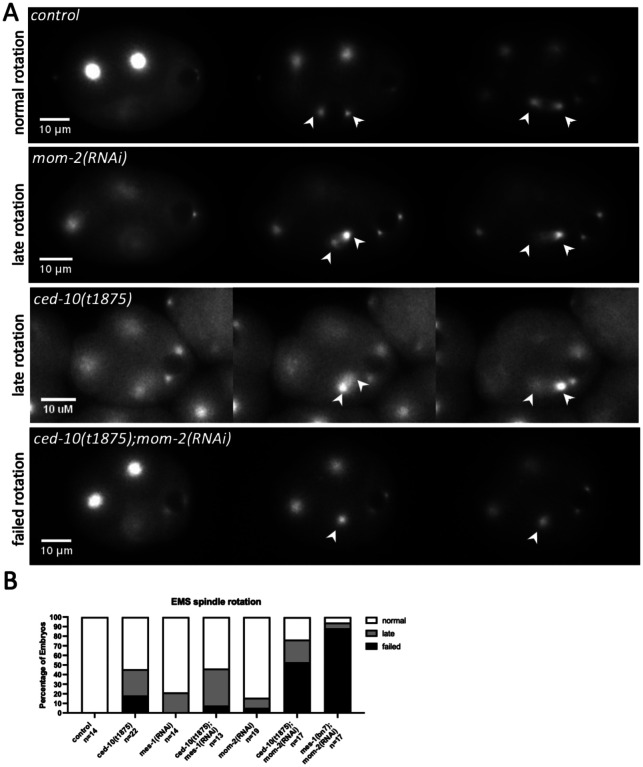 A
control
normal rotation
10 µm
mom-2(RNAi)
late rotation
10 µm
ced-10(t1875)
late rotation
10 uM
ced-10(t1875);mom-2(RNAi)
failed rotation
10 µm
B
EMS spindle rotation
Percentage of Embryos
100
90
80
70
60
50
40
30
20
10
0
normal
late
failed
control
n=14
ced-10(t1875)
n=22
mes-1(RNAi)
n=14
ced-10(t1875);
mes-1(RNAi)
n=13
mom-2(RNAi)
n=19
ced-10(t1875);
mom-2(RNAi)
n=17
mes-1(bn7);
mom-2(RNAi)
n=17